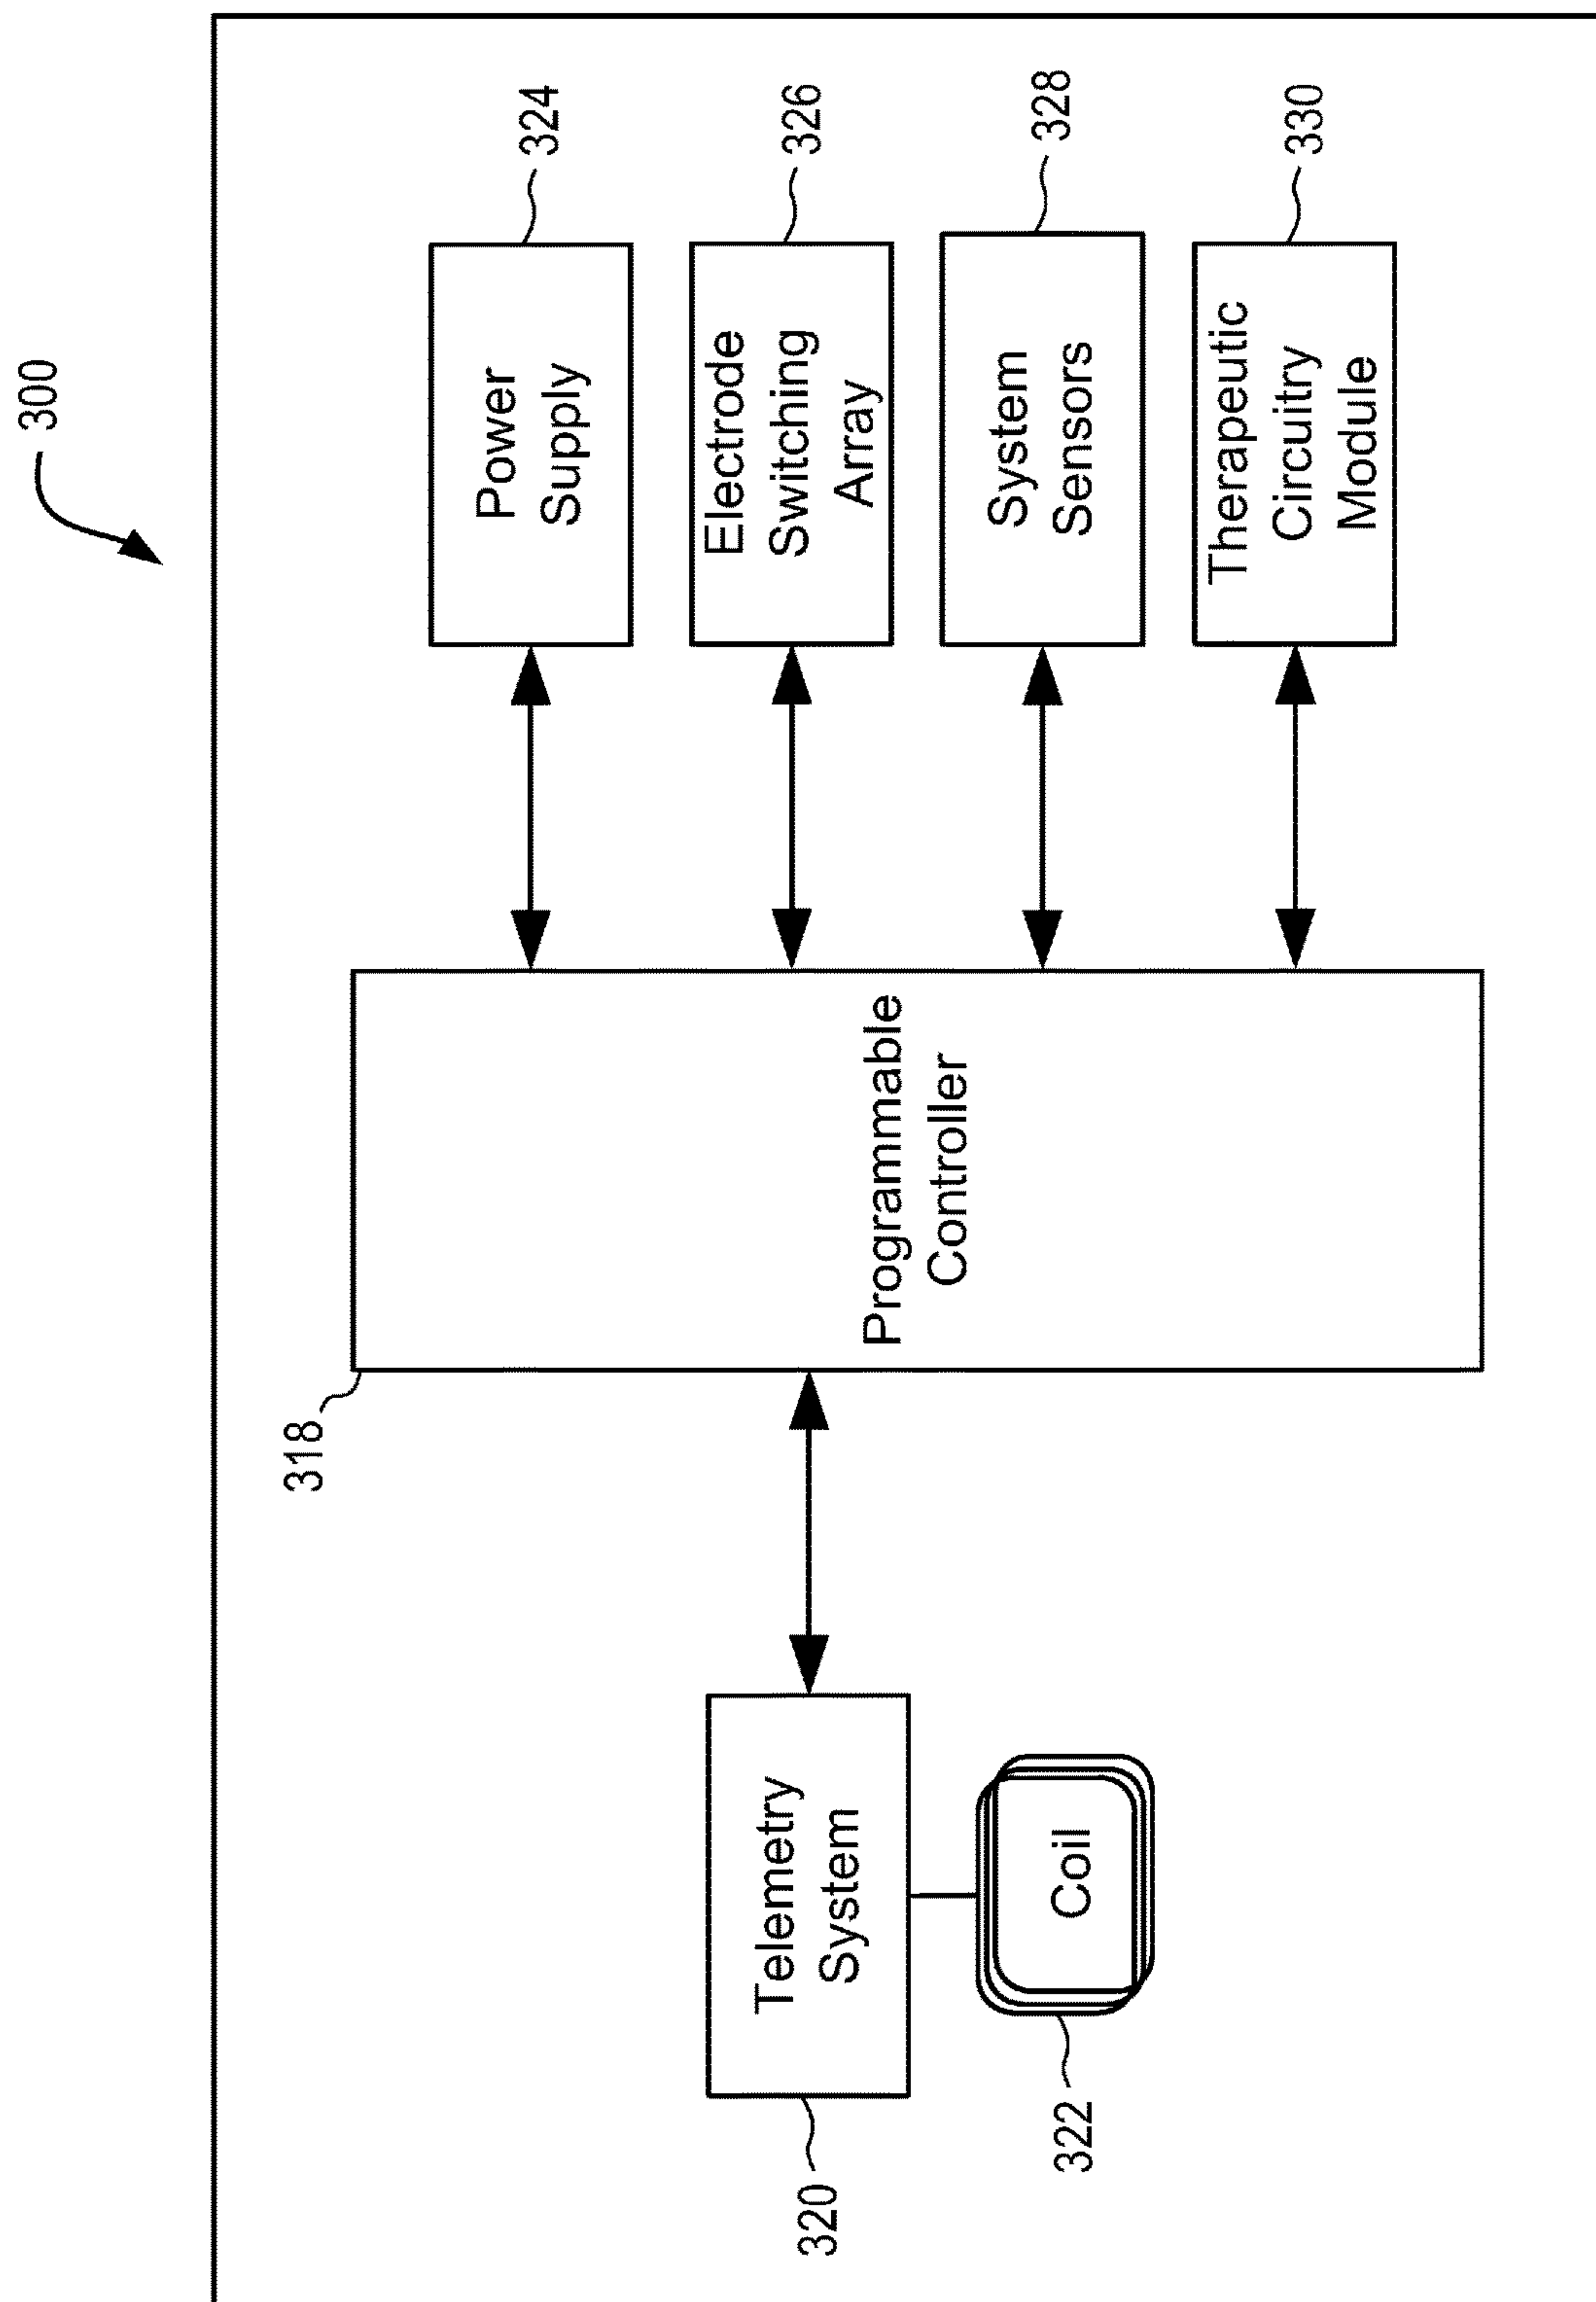 300
318
320
Telemetry
System
322
Coil
Programmable
Controller
Power
Supply
324
Electrode
Switching
Array
326
System
Sensors
328
Therapeutic
Circuitry
Module
330